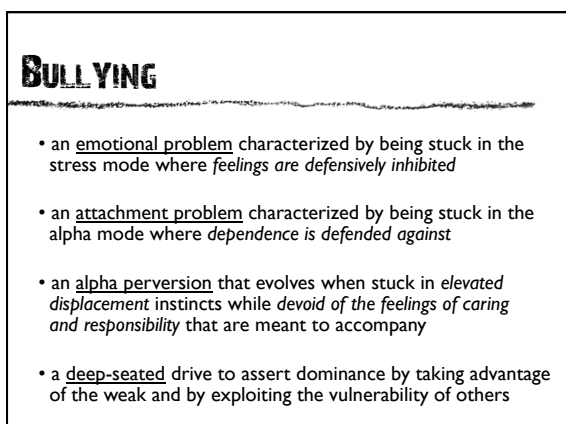 BULLYING
• an emotional problem characterized by being stuck in the
stress mode where feelings are defensively inhibited
• an attachment problem characterized by being stuck in the
alpha mode where dependence is defended against
• an alpha perversion that evolves when stuck in elevated
displacement instincts while devoid of the feelings of caring
and responsibility that are meant to accompany
• a deep-seated drive to assert dominance by taking advantage
of the weak and by exploiting the vulnerability of others